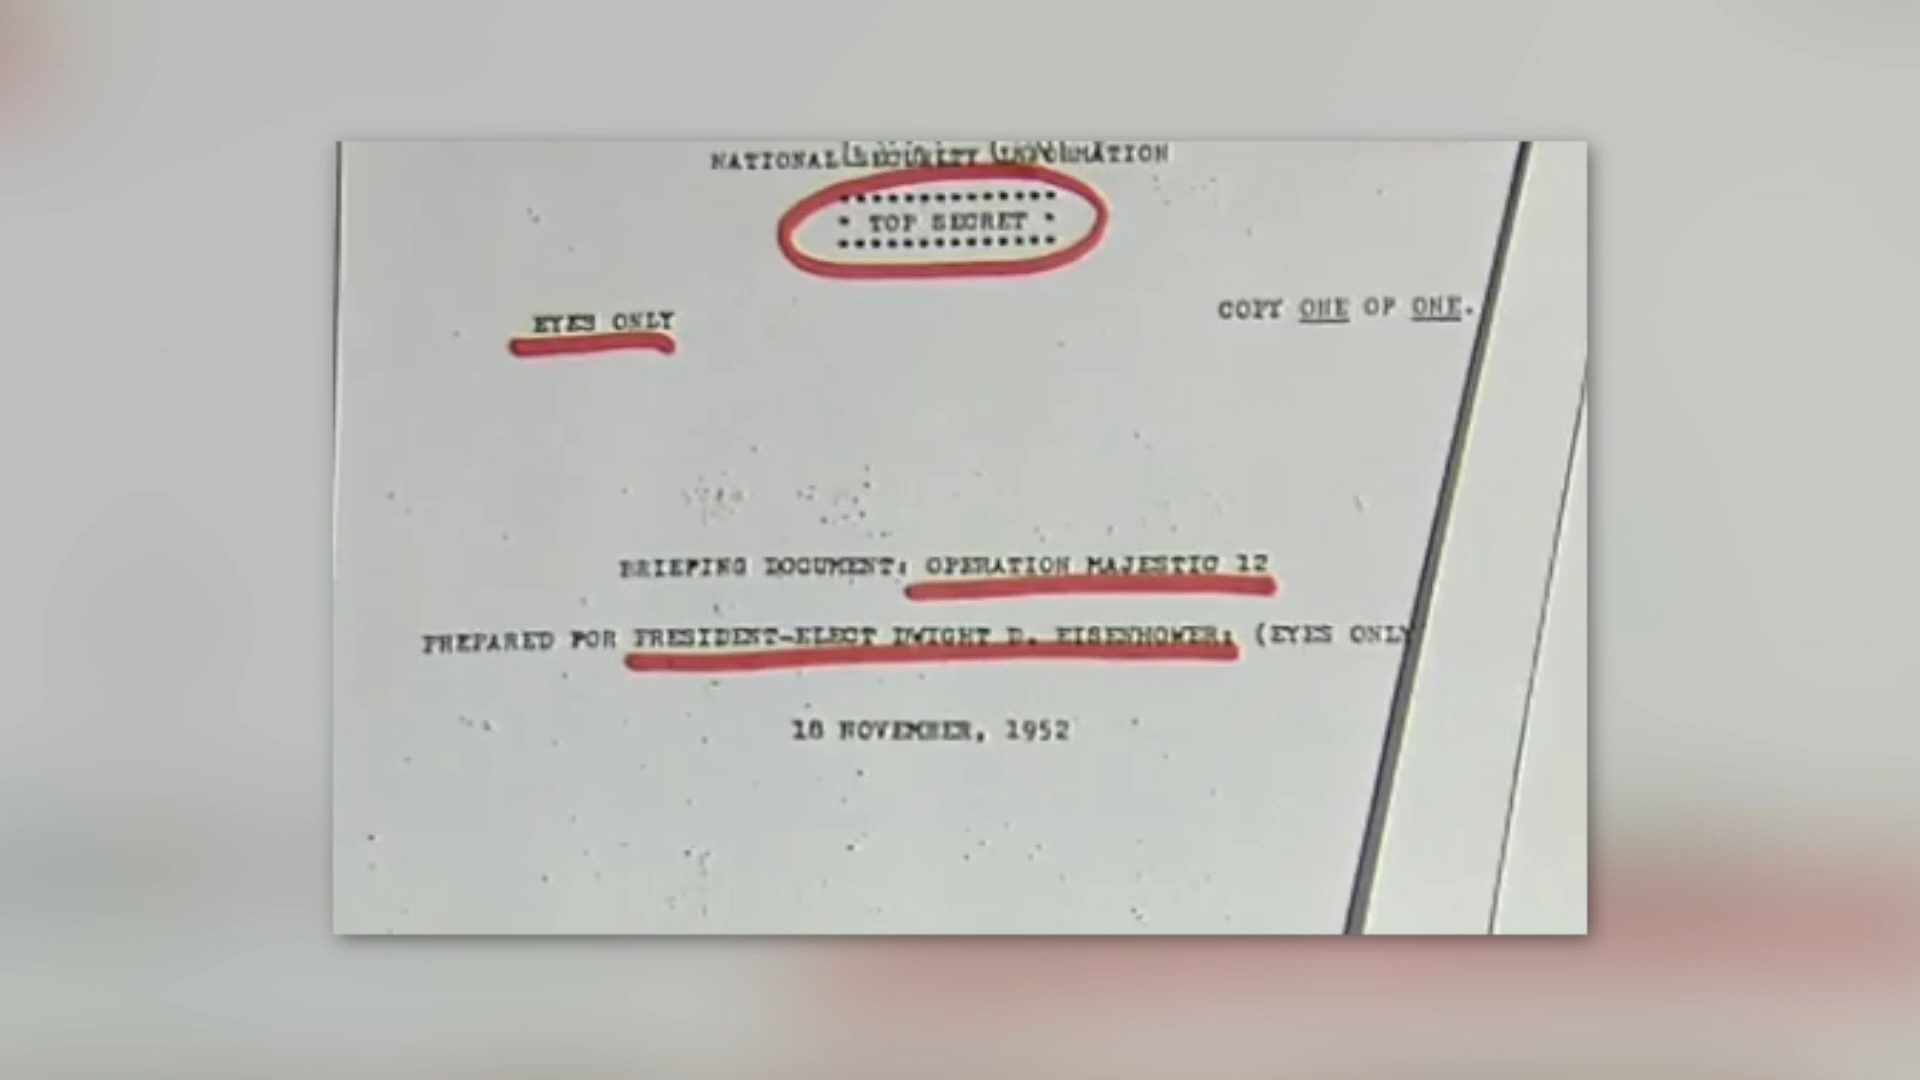 NATIONAL SECURITY INFORMATION
TOP SECRET
EYES ONLY
COPY ONE OF ONE.
BRIEFING DOCUMENT: OPERATION MAJESTIC 12
PREPARED FOR PRESIDENT-ELECT DWIGHT D. EISENHOWER: (EYES ONLY
18 NOVEMBER, 1952